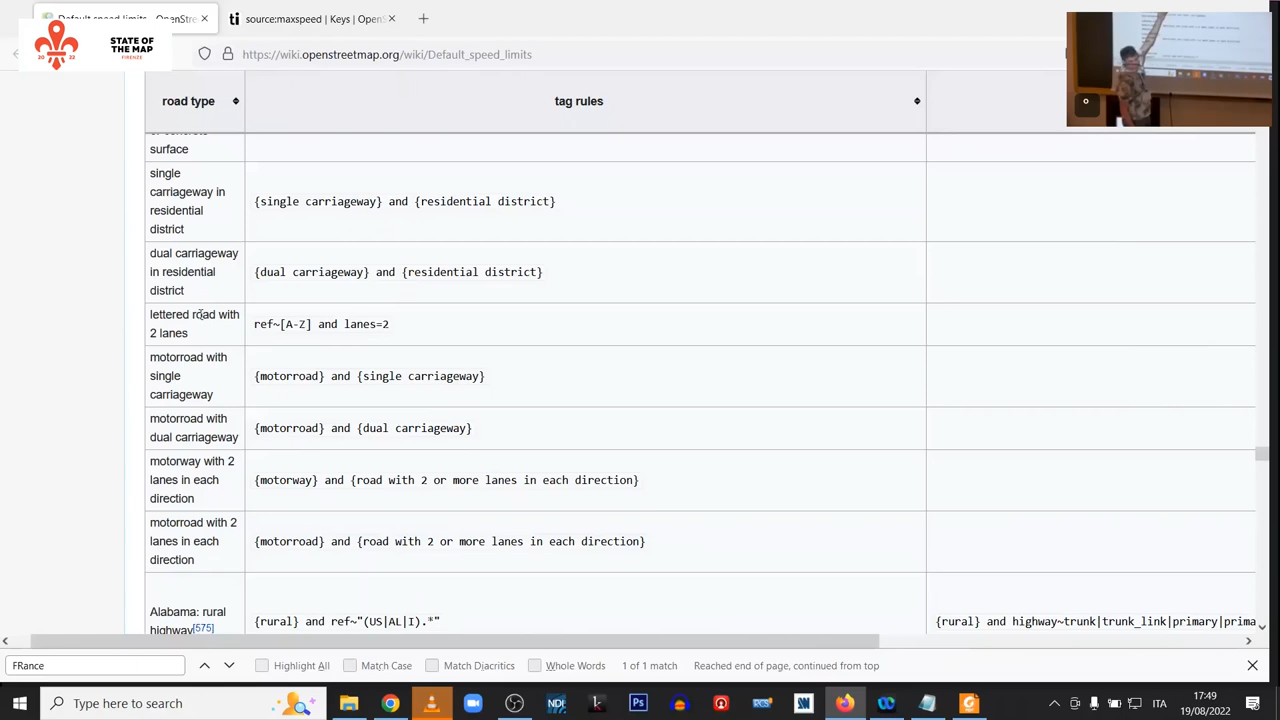 Default speed limits - OpenStre
source:maxspeed | Keys | Open
STATE
OF THE
MAP
FIRENZE
20 22
https://wiki.openstreetmap.org/wiki/Default_speed_limits
road type
tag rules
surface
single
carriageway in
residential
district
{single carriageway} and {residential district}
dual carriageway
in residential
district
{dual carriageway} and {residential district}
lettered road with
2 lanes
ref~[A-Z] and lanes=2
motorroad with
single
carriageway
{motorroad} and {single carriageway}
motorroad with
dual carriageway
{motorroad} and {dual carriageway}
motorway with 2
lanes in each
direction
{motorway} and {road with 2 or more lanes in each direction}
motorroad with 2
lanes in each
direction
{motorroad} and {road with 2 or more lanes in each direction}
Alabama: rural
highway[575]
{rural} and ref~"(US|AL|I).*"
{rural} and highway~trunk|trunk_link|primary|prima
FRance
Highlight All
Match Case
Match Diacritics
Whole Words
1 of 1 match
Reached end of page, continued from top
Type here to search
ITA
17:49
19/08/2022